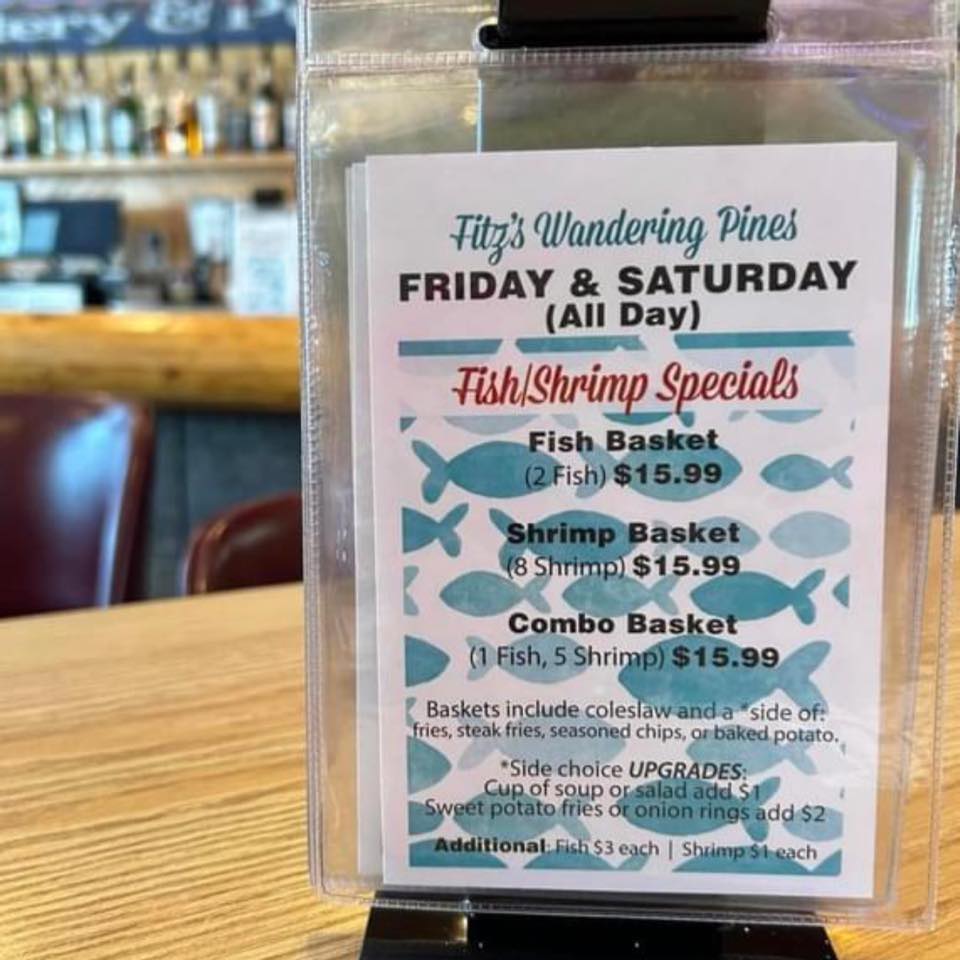 ery & P
Fitz's Wandering Pines
FRIDAY & SATURDAY
(All Day)
Fish/Shrimp Specials
Fish Basket
(2 Fish) $15.99
Shrimp Basket
(8 Shrimp) $15.99
Combo Basket
(1 Fish, 5 Shrimp) $15.99
Baskets include coleslaw and a *side of:
fries, steak fries, seasoned chips, or baked potato.
*Side choice UPGRADES:
Cup of soup or salad add $1
Sweet potato fries or onion rings add $2
Additional: Fish $3 each | Shrimp $1 each